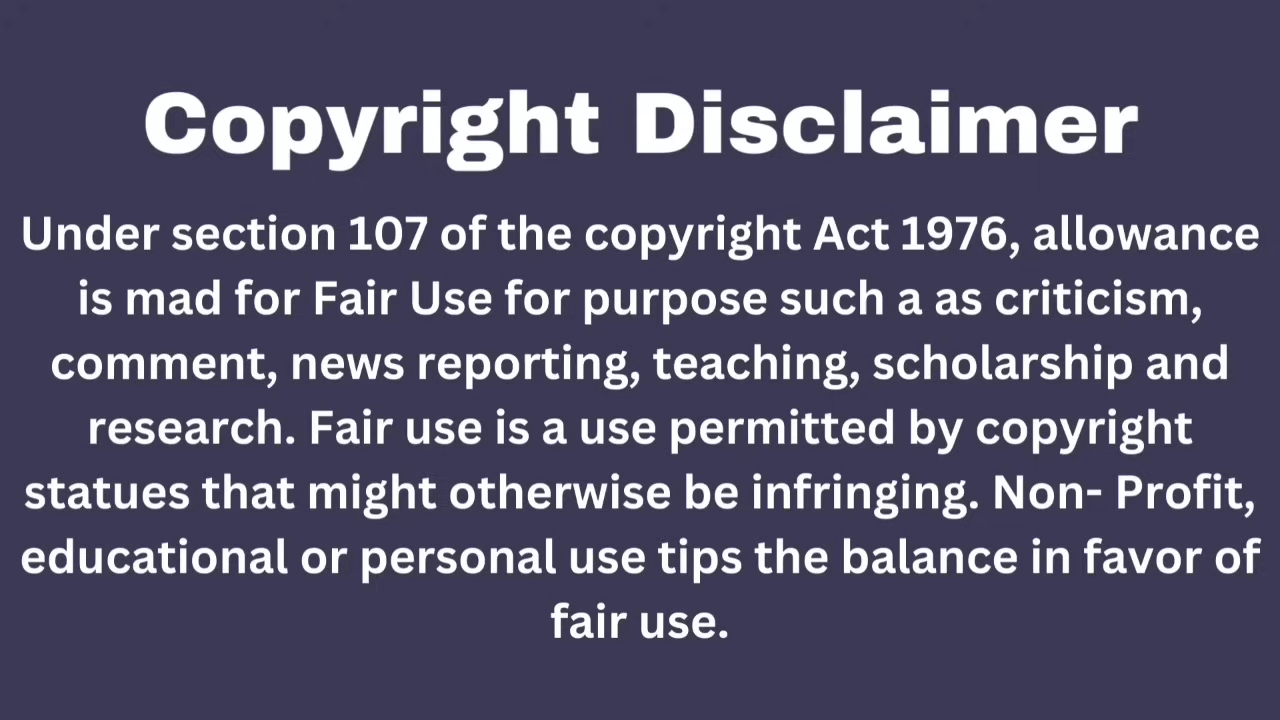 Copyright Disclaimer
Under section 107 of the copyright Act 1976, allowance
is mad for Fair Use for purpose such a as criticism,
comment, news reporting, teaching, scholarship and
research. Fair use is a use permitted by copyright
statues that might otherwise be infringing. Non- Profit,
educational or personal use tips the balance in favor of
fair use.